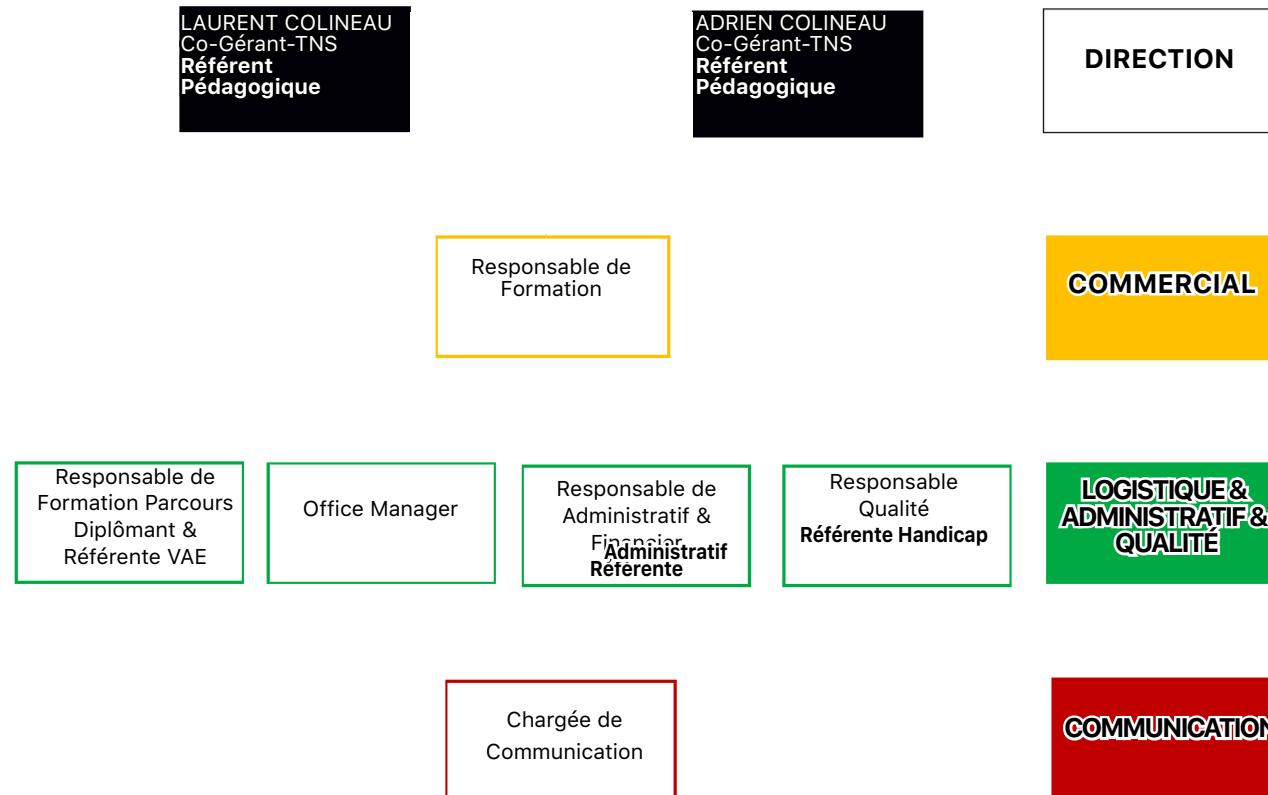 LAURENT COLINEAU
Co-Gérant-TNS
Référent
Pédagogique
ADRIEN COLINEAU
Co-Gérant-TNS
Référent
Pédagogique
DIRECTION
Responsable de
Formation
COMMERCIAL
Responsable de
Formation Parcours
Diplômant &
Référente VAE
Office Manager
Responsable de
Administratif &
Financier
Administratif
Référente
Responsable
Qualité
Référente Handicap
LOGISTIQUE &
ADMINISTRATIF &
QUALITÉ
Chargée de
Communication
COMMUNICATION